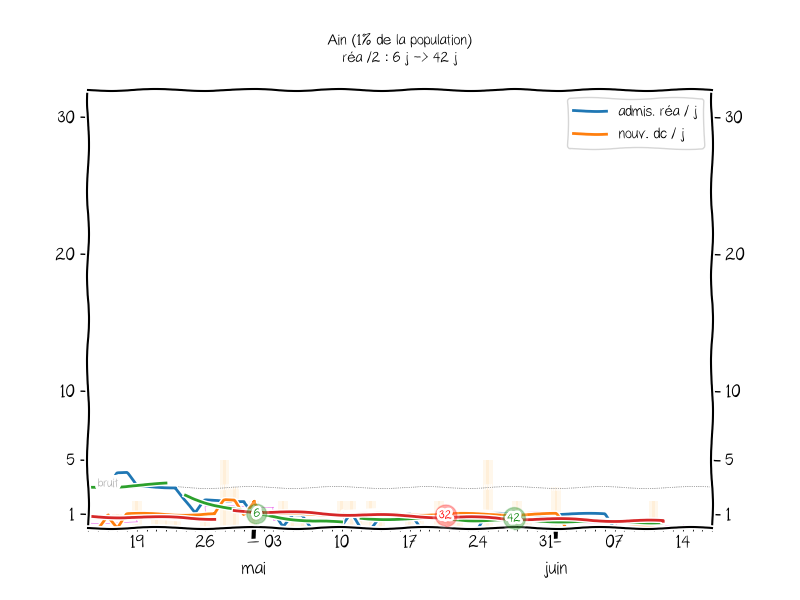 Ain (1% de la population)
réa /2 : 6 j -> 42 j
30 30
admis. réa / j
nouv. dc / j
20 20
10 10
5 5
bruit
1 6 32 42 1
19 26 03 10 17 24 31 07 14
mai juin